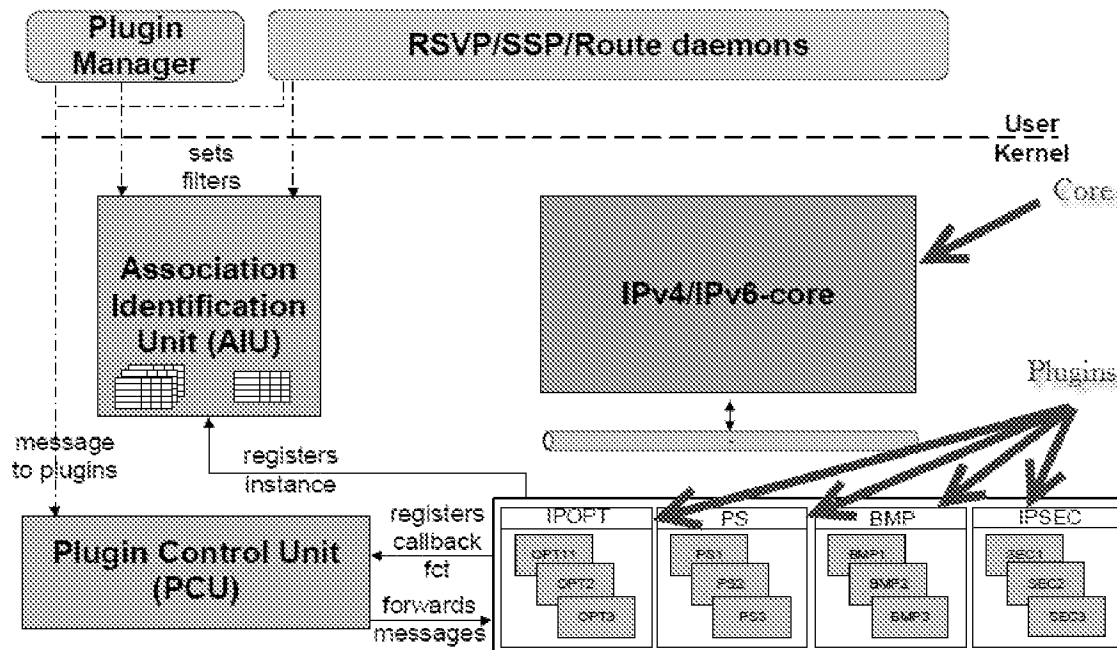 Plugin
Manager
RSVP/SSP/Route daemons
User
Kernel
sets
filters
Core
Association
Identification
Unit (AIU)
IPv4/IPv6-core
Plugins
message
to plugins
registers
instance
registers
callback
fct
forwards
messages
Plugin Control Unit
(PCU)
IPOPT
PS
BMP
IPSEC
OPT2
OPT3
PS1
PS2
PS3
BMP1
BMP2
BMP3
SEC1
SEC2
SEC3